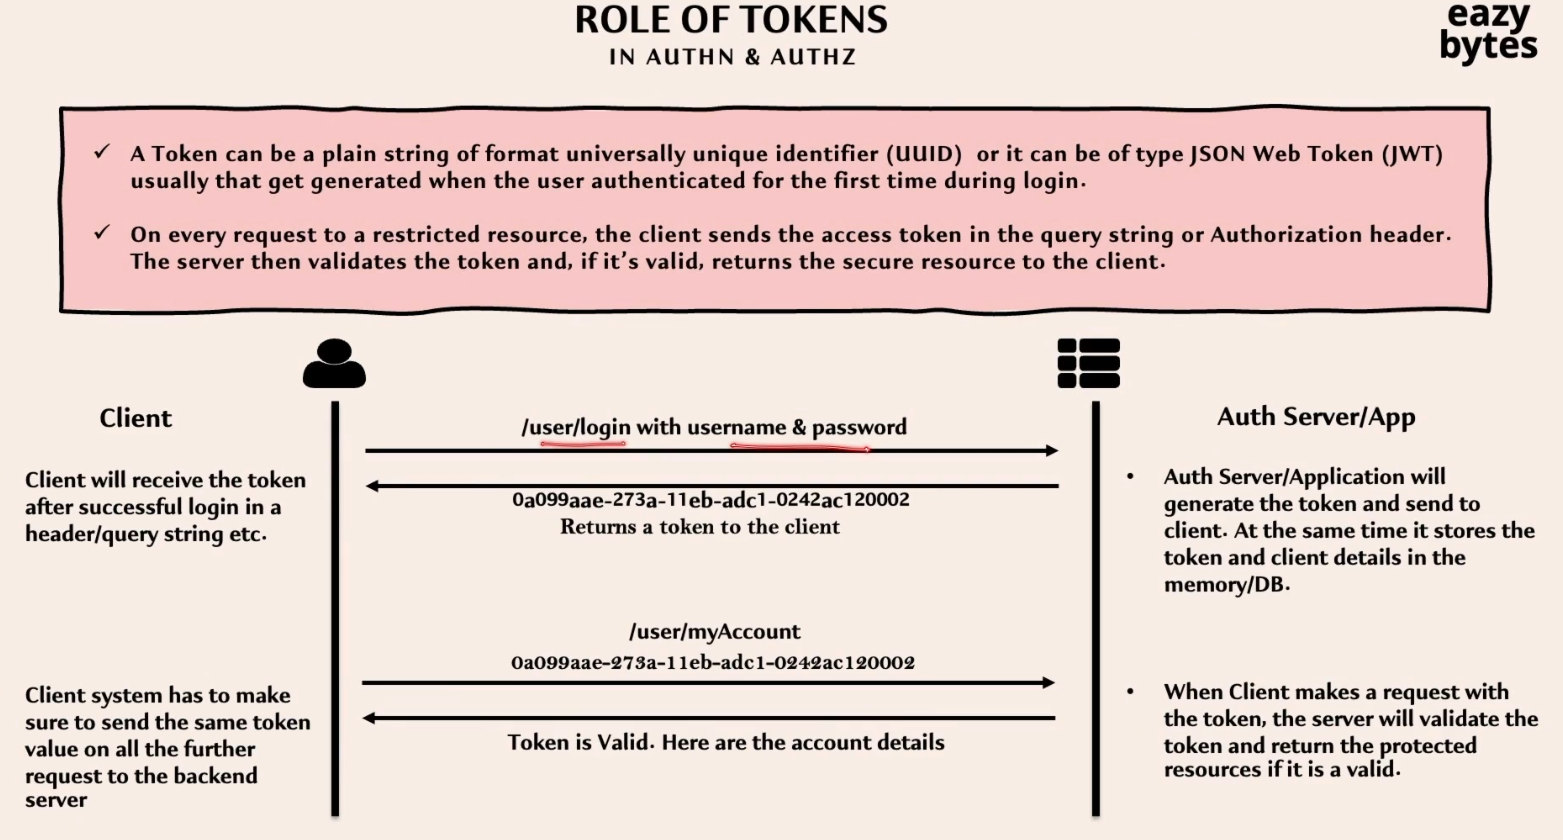 ROLE OF TOKENS
IN AUTHN & AUTHZ
eazy
bytes
✓ A Token can be a plain string of format universally unique identifier (UUID) or it can be of type JSON Web Token (JWT)
usually that get generated when the user authenticated for the first time during login.
✓ On every request to a restricted resource, the client sends the access token in the query string or Authorization header.
The server then validates the token and, if it's valid, returns the secure resource to the client.
Client
Client will receive the token
after successful login in a
header/query string etc.
Client system has to make
sure to send the same token
value on all the further
request to the backend
server
/user/login with username & password
0a099aae-273a-11eb-adc1-0242ac120002
Returns a token to the client
/user/myAccount
0a099aae-273a-11eb-adc1-0242ac120002
Token is Valid. Here are the account details
Auth Server/App
• Auth Server/Application will
generate the token and send to
client. At the same time it stores the
token and client details in the
memory/DB.
• When Client makes a request with
the token, the server will validate the
token and return the protected
resources if it is a valid.